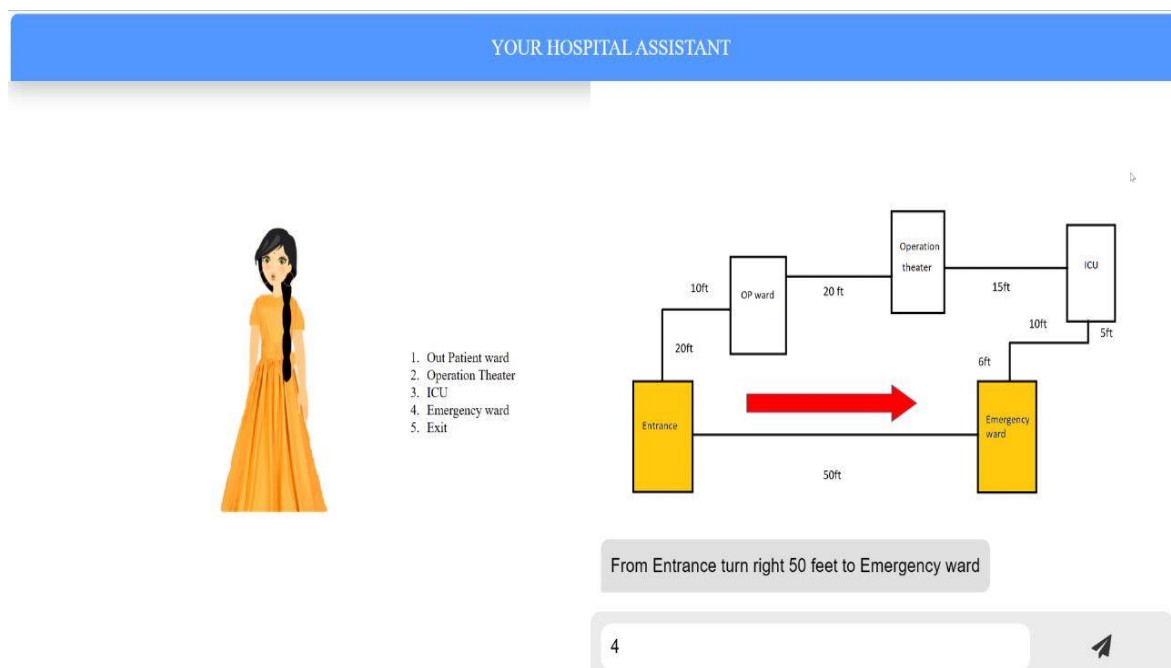 YOUR HOSPITAL ASSISTANT
1. Out Patient ward
2. Operation Theater
3. ICU
4. Emergency ward
5. Exit
Operation
theater
ICU
OP ward
10ft
20 ft
15ft
10ft
5ft
20ft
6ft
Entrance
Emergency
ward
50ft
From Entrance turn right 50 feet to Emergency ward
4